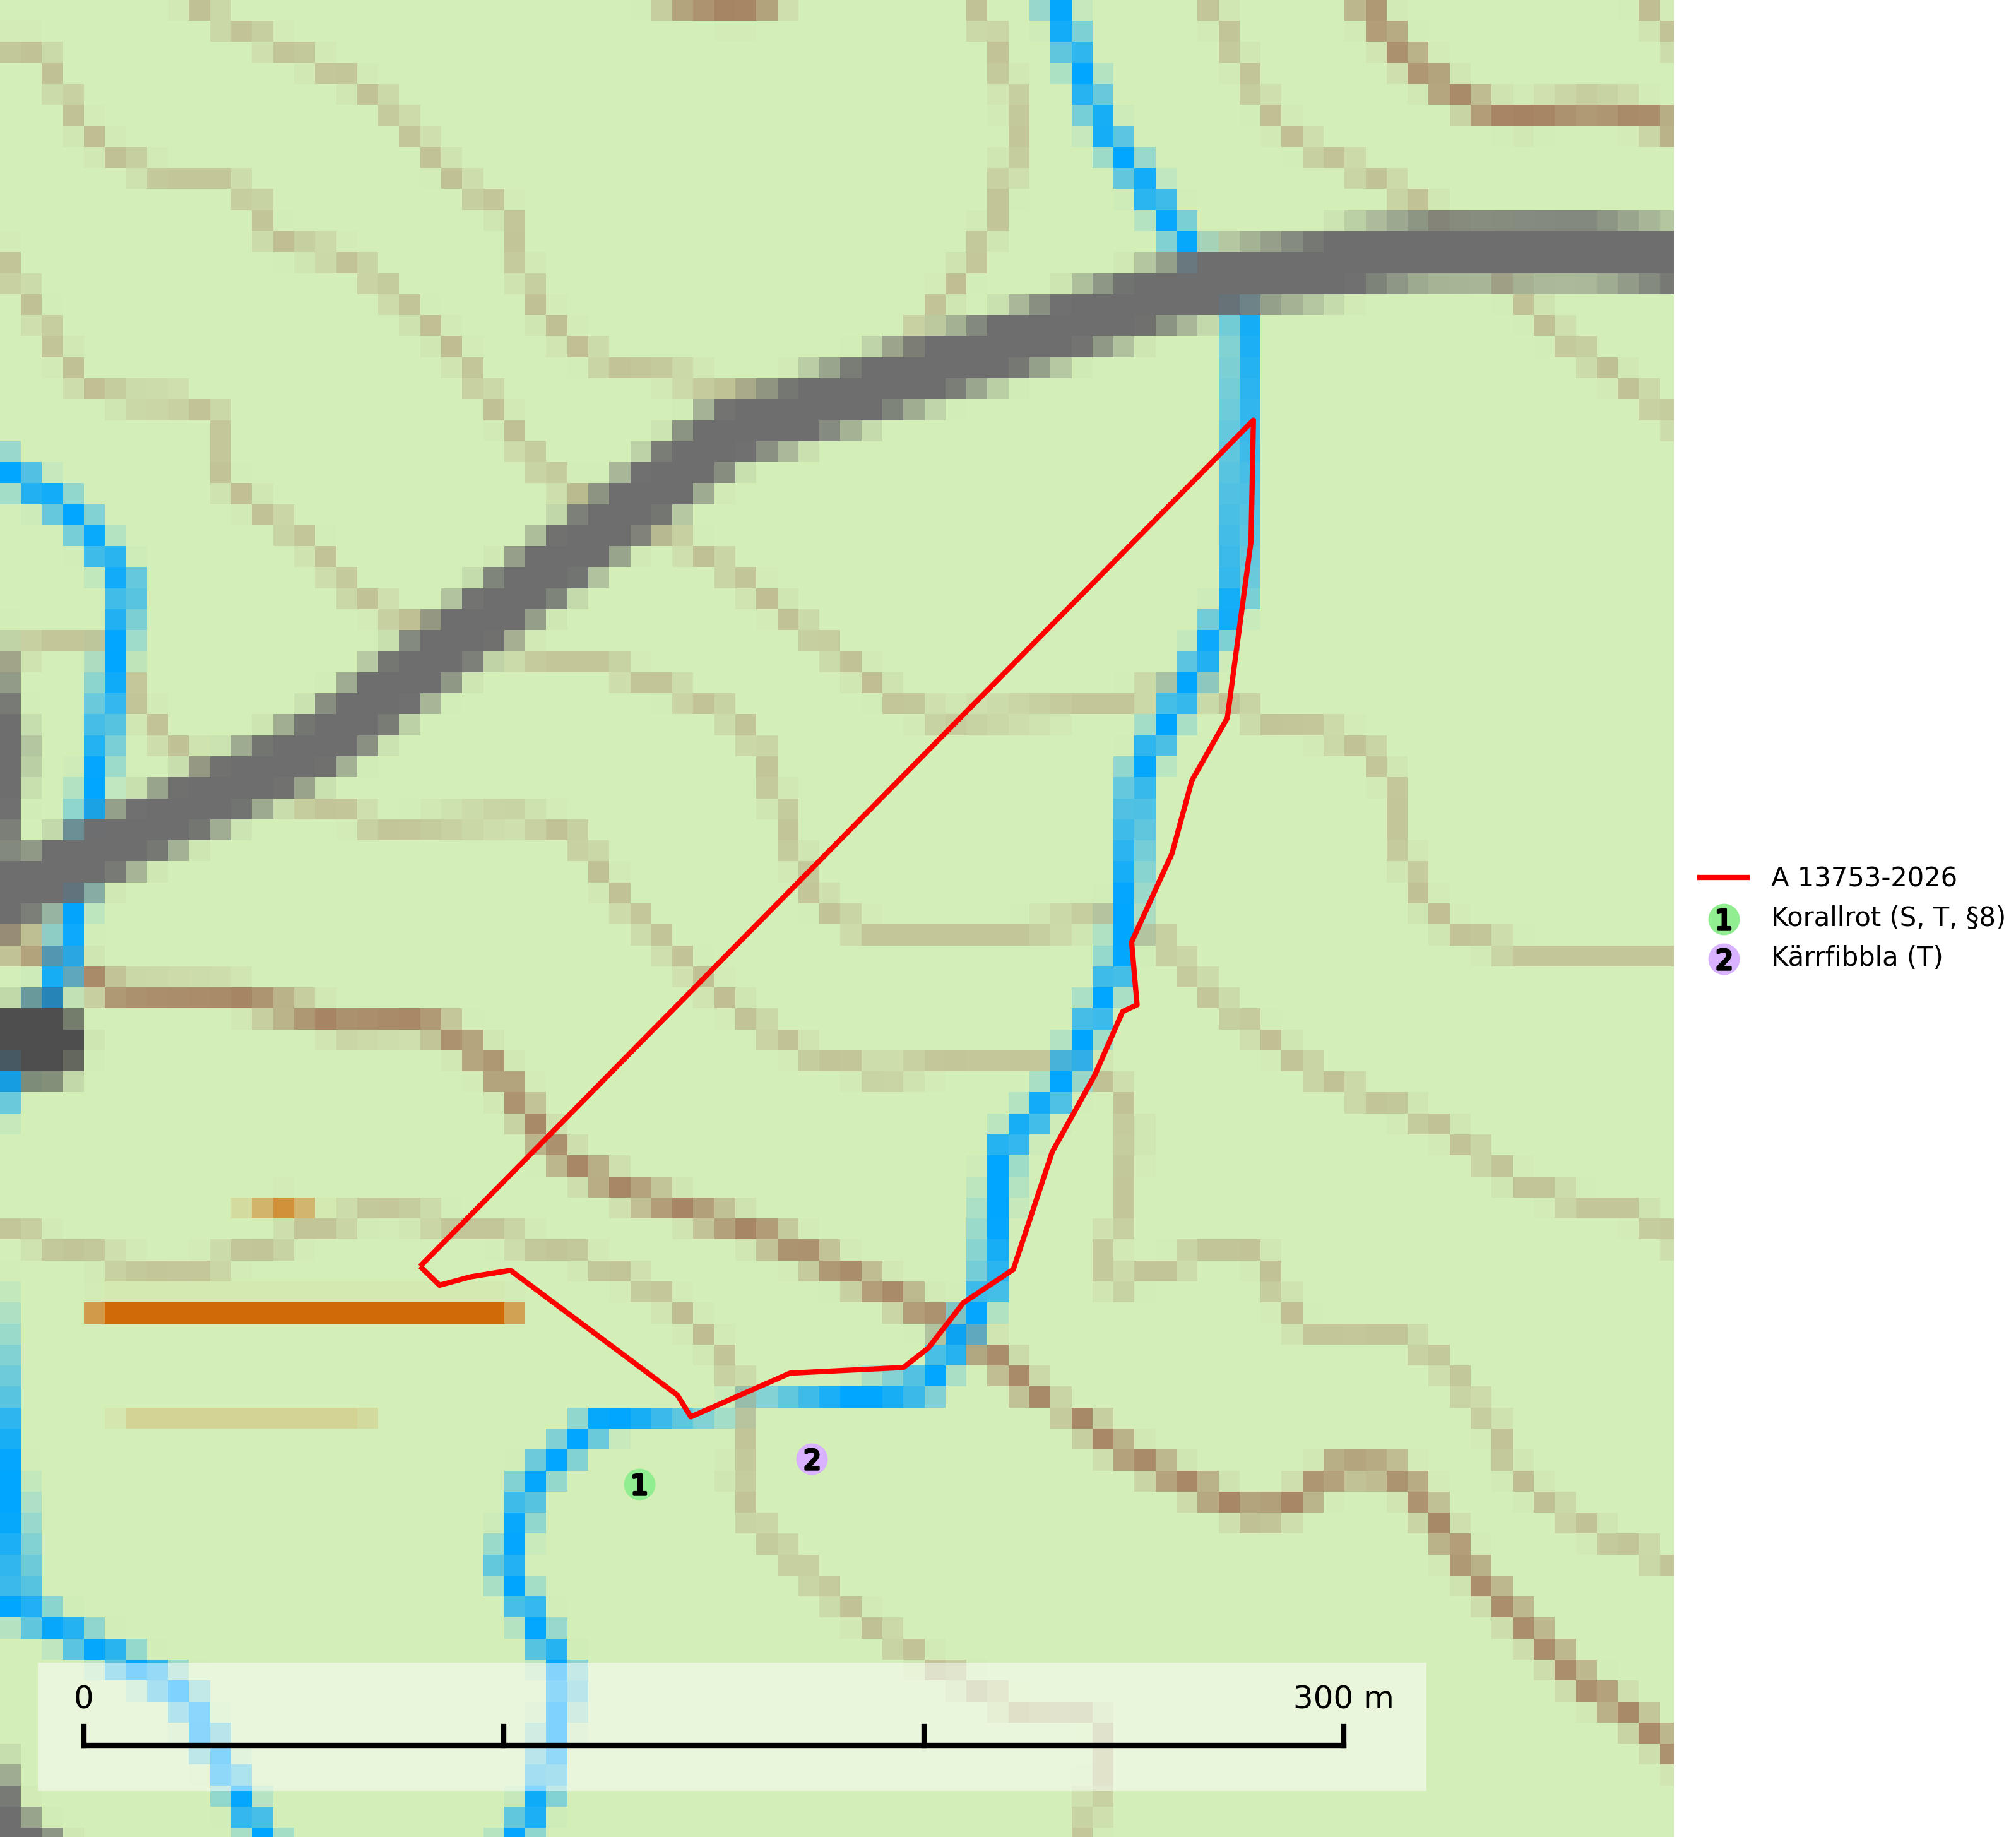 A 13753-2026
1 Korallrot (S, T, §8)
2 Kärrfibbla (T)
1
2
0 300 m